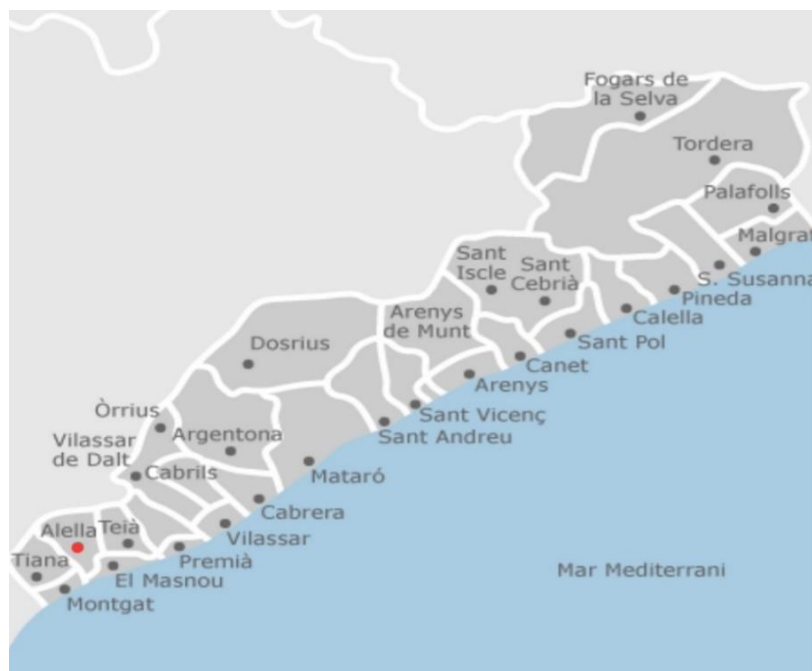 Fogars de
la Selva
Tordera
Palafolls
Malgrat
Sant
Iscle
Sant
Cebrià
S. Susanna
Pineda
Arenys
de Munt
Calella
Dosrius
Sant Pol
Canet
Arenys
Òrrius
Sant Vicenç
Vilassar
de Dalt
Argentona
Sant Andreu
Cabrils
Mataró
Cabrera
Alella
Teià
Vilassar
Tiana
Premià
El Masnou
Mar Mediterrani
Montgat